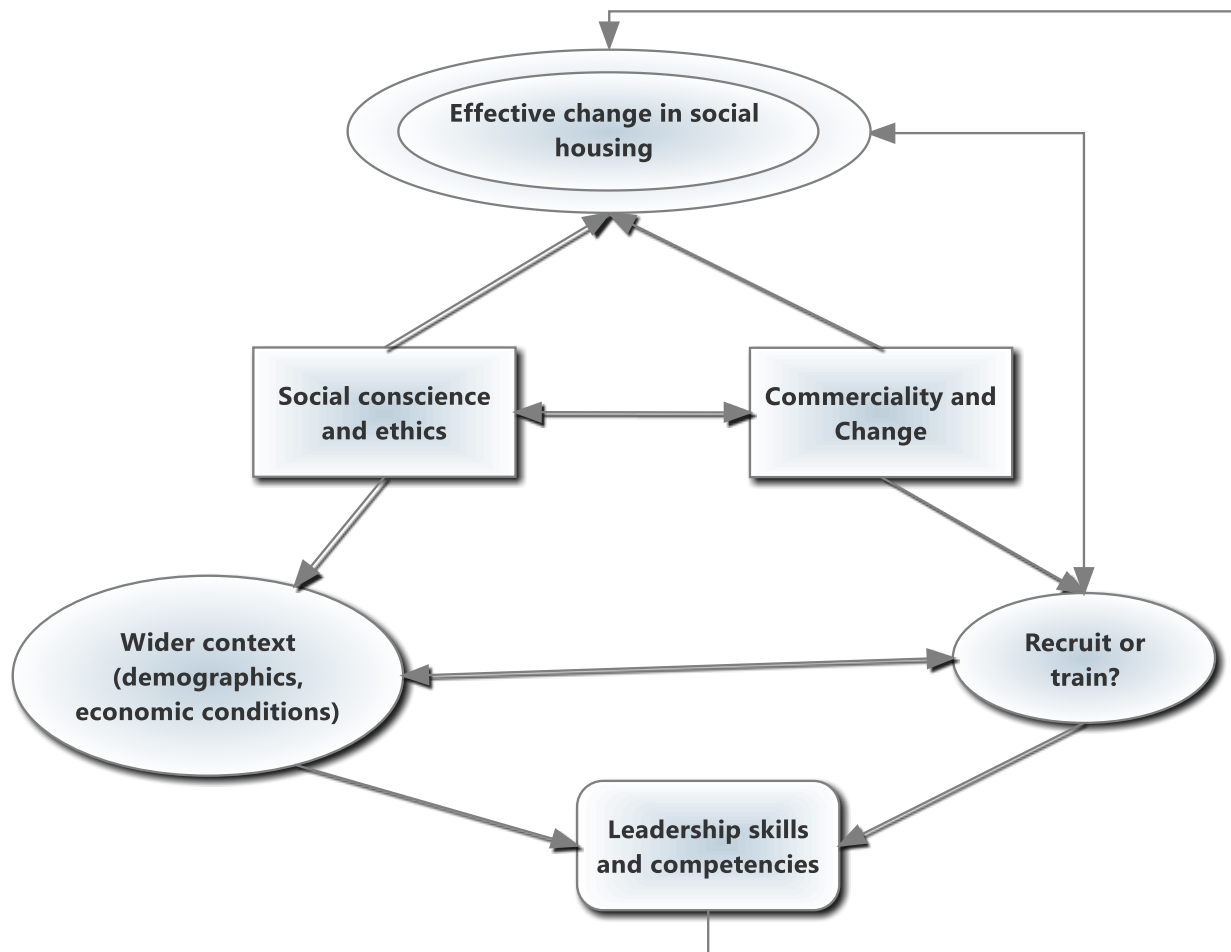 Effective change in social
housing
Social conscience
and ethics
Commerciality and
Change
Wider context
(demographics,
economic conditions)
Recruit or
train?
Leadership skills
and competencies